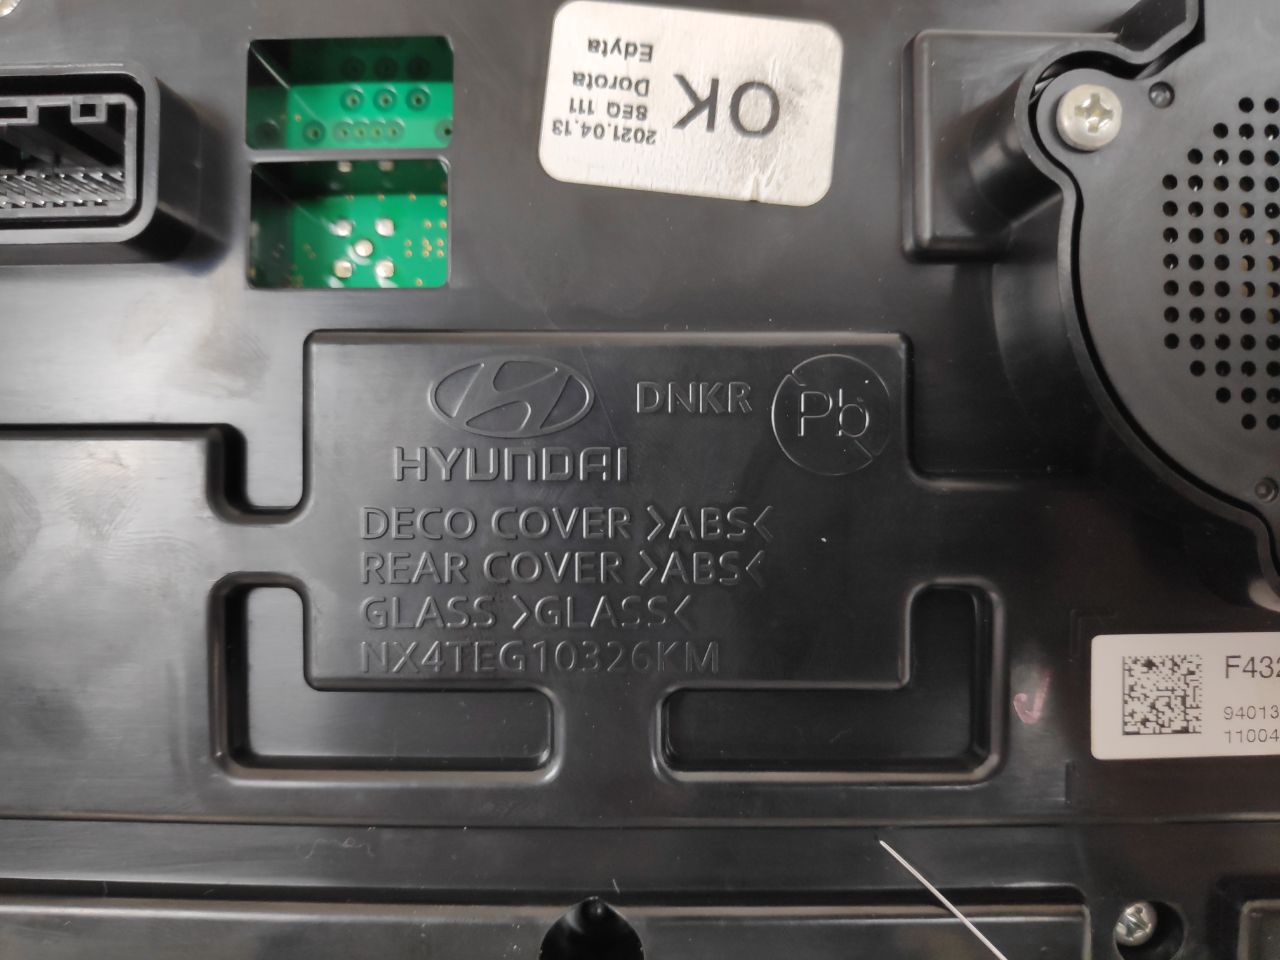 OK
2021.04.13
SEQ 111
Dorota
Edyta
HYUNDAI
DNKR
Pb
DECO COVER >ABS<
REAR COVER >ABS<
GLASS >GLASS<
NX4TEG10326KM
F432
94013
11004